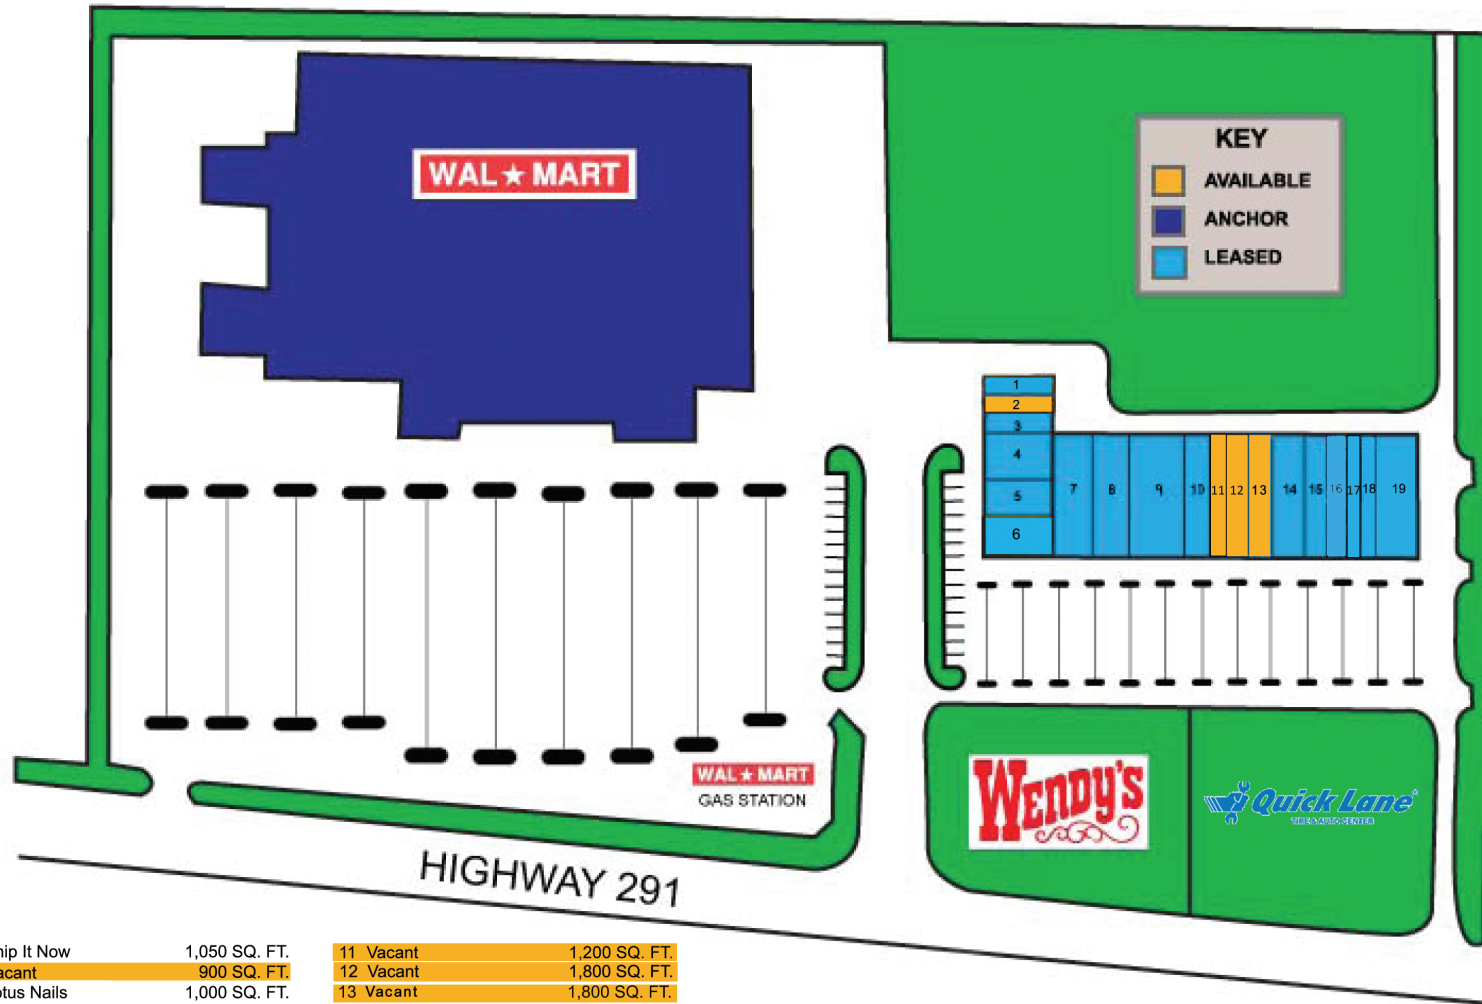 WAL★MART
KEY
AVAILABLE
ANCHOR
LEASED
1
2
3
4
5
6
7
8
9
10
11
12
13
14
15
16
17
18
19
WAL★MART
GAS STATION
WENDY'S
Quick Lane
TIRE & AUTO CENTER
HIGHWAY 291
hip It Now 1,050 SQ. FT.
acant 900 SQ. FT.
otus Nails 1,000 SQ. FT.
11 Vacant 1,200 SQ. FT.
12 Vacant 1,800 SQ. FT.
13 Vacant 1,800 SQ. FT.